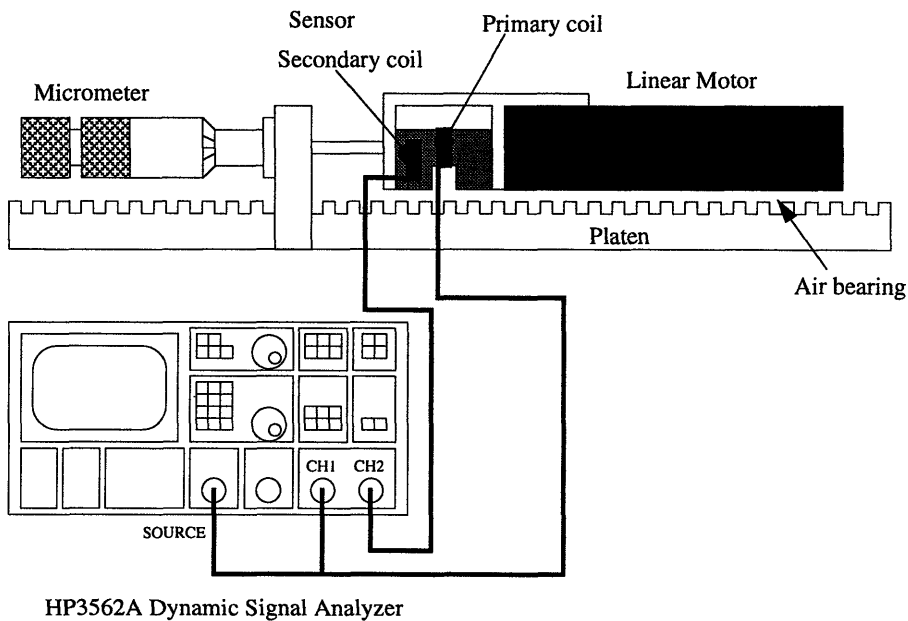 Sensor
Primary coil
Secondary coil
Linear Motor
Micrometer
Platen
Air bearing
CH1
CH2
SOURCE
HP3562A Dynamic Signal Analyzer